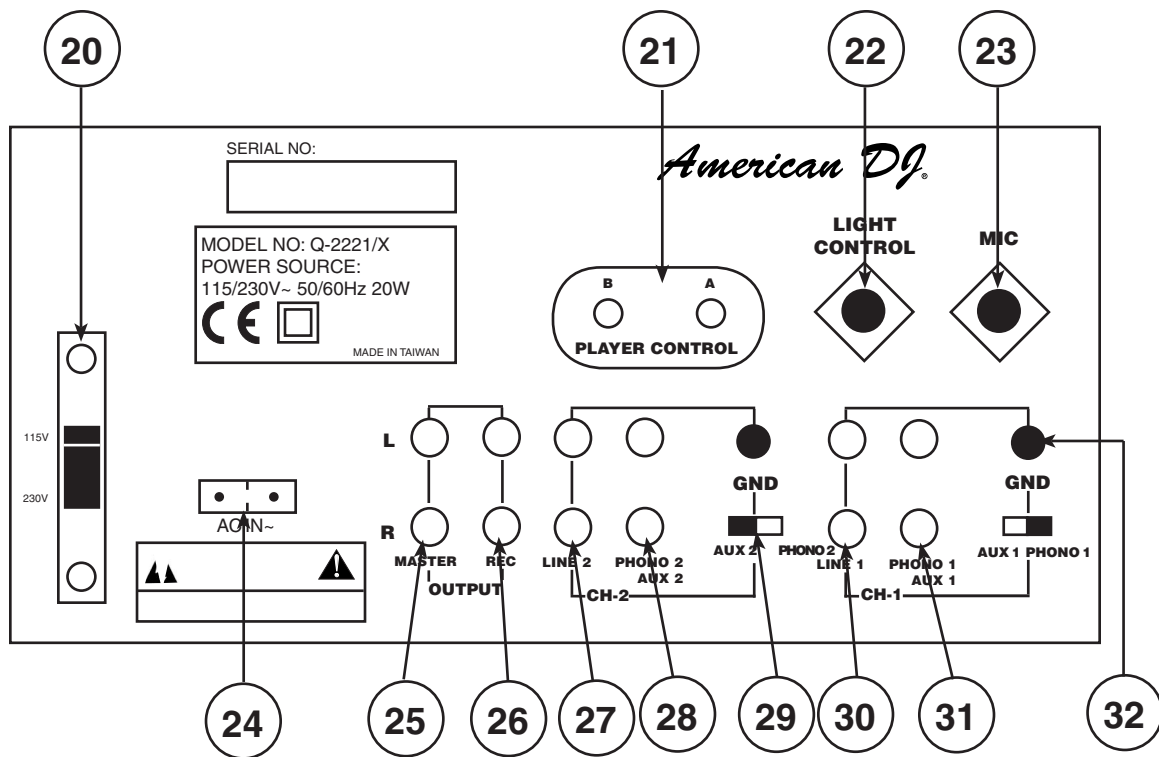 20
21
22
23
SERIAL NO:
American DJ®
MODEL NO: Q-2221/X
POWER SOURCE:
115/230V~ 50/60Hz 20W
CE
MADE IN TAIWAN
B A
PLAYER CONTROL
LIGHT
CONTROL
MIC
115V
230V
AC IN~
L
R
MASTER
REC
OUTPUT
LINE 2
PHONO 2
AUX 2
CH-2
GND
AUX 2 PHONO 2
LINE 1
PHONO 1
AUX 1
CH-1
GND
AUX 1 PHONO 1
24
25
26
27
28
29
30
31
32